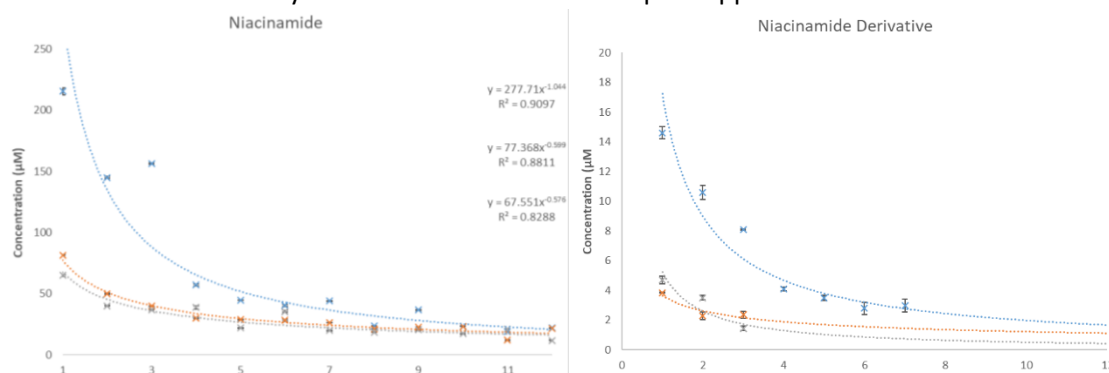 Niacinamide
250
200
150
100
50
0
Concentration (µM)
y = 277.71x^-1.044
R² = 0.9097
y = 77.368x^-0.599
R² = 0.8811
y = 67.551x^-0.576
R² = 0.8288
1 3 5 7 9 11
Niacinamide Derivative
20
18
16
14
12
10
8
6
4
2
0
Concentration (µM
0 2 4 6 8 10